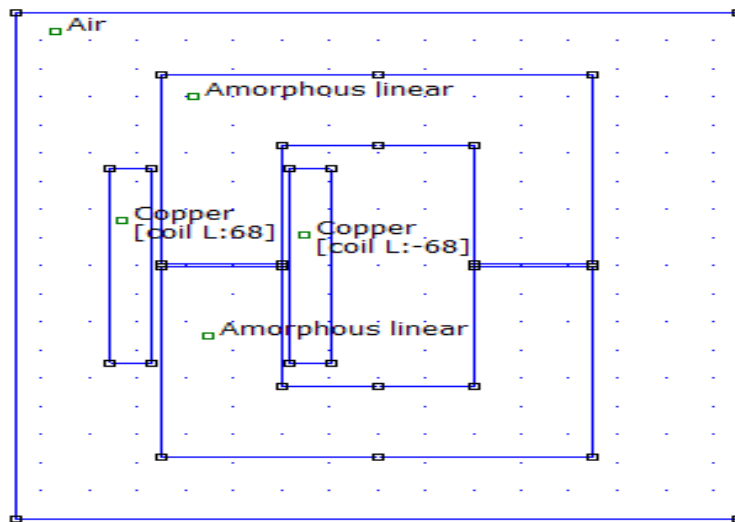 Air
Amorphous linear
Copper
[coil L:68]
Copper
[coil L:-68]
Amorphous linear